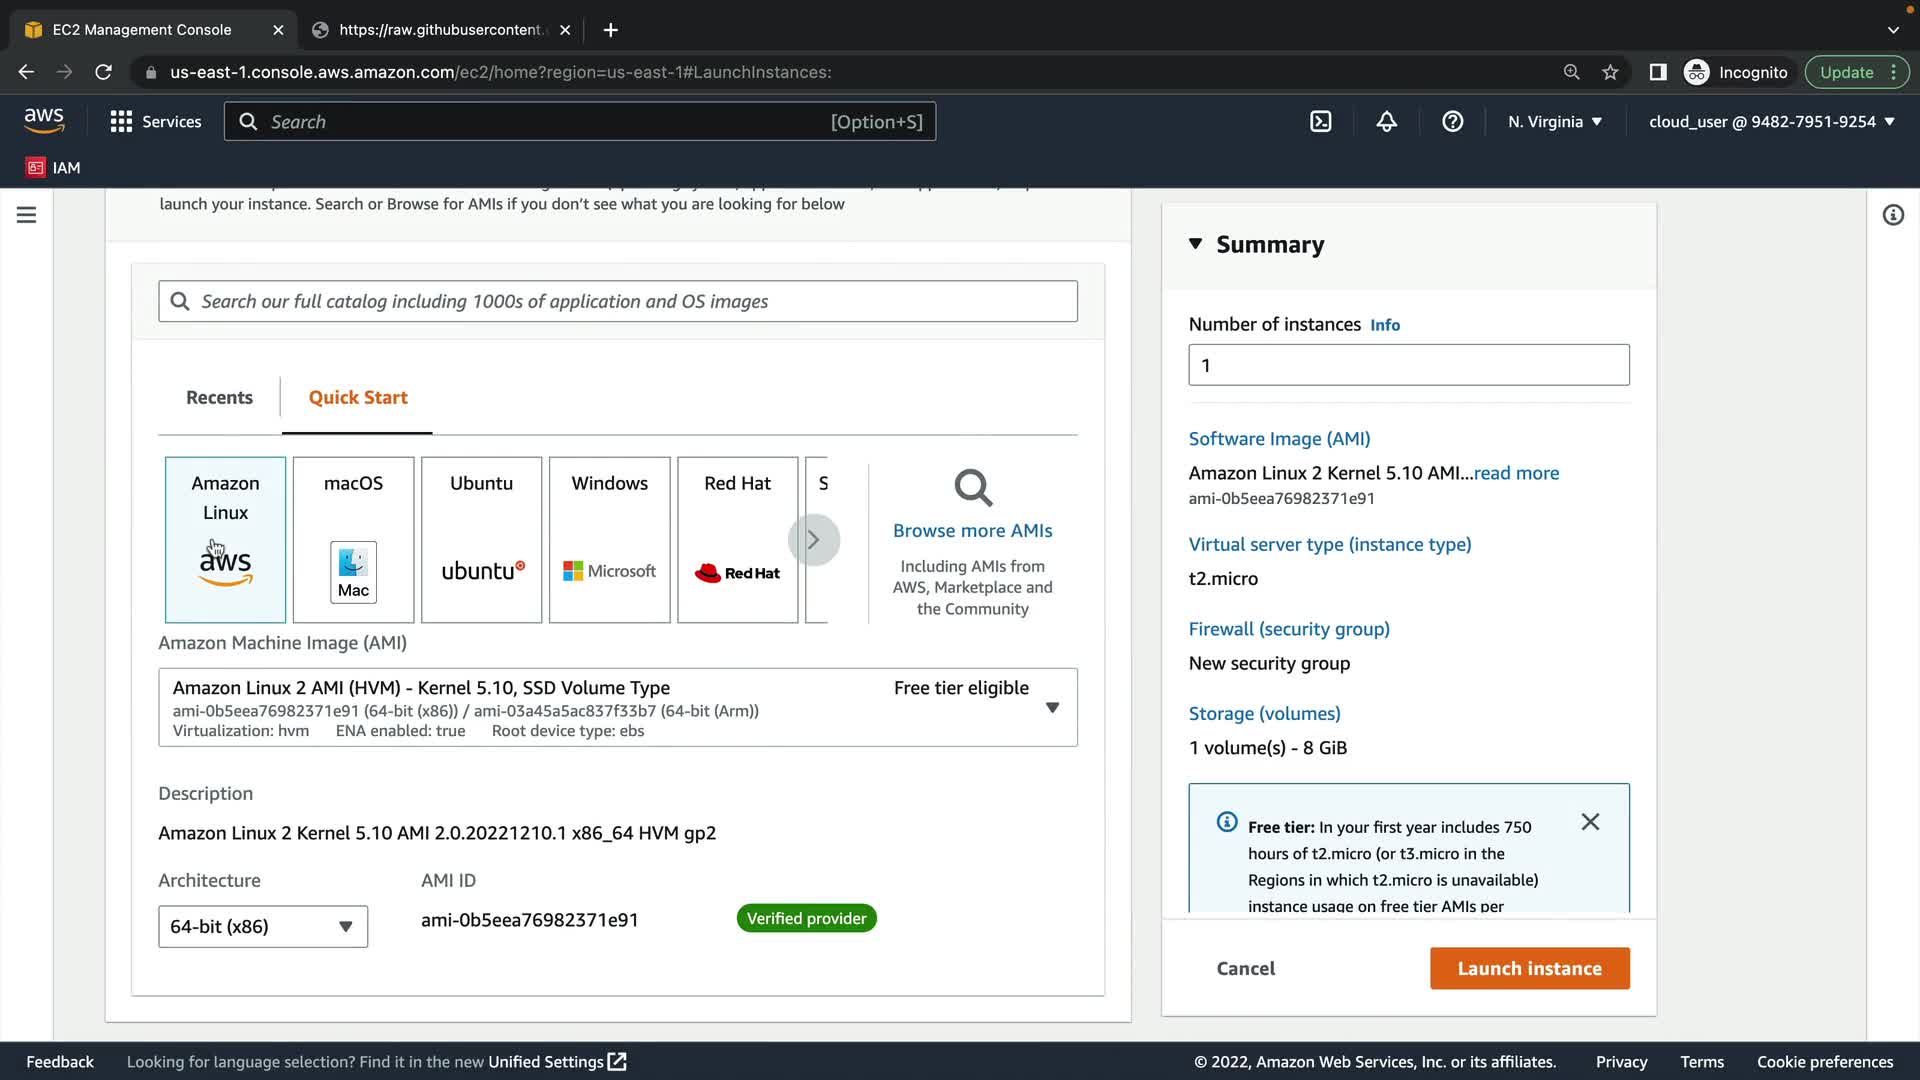 EC2 Management Console
https://raw.githubusercontent.
us-east-1.console.aws.amazon.com/ec2/home?region=us-east-1#LaunchInstances:
Incognito
Update
aws
Services
Search
[Option+S]
N. Virginia
cloud_user @ 9482-7951-9254
IAM
launch your instance. Search or Browse for AMIs if you don’t see what you are looking for below
Search our full catalog including 1000s of application and OS images
Recents
Quick Start
Amazon
Linux
aws
macOS
Mac
Ubuntu
ubuntu
Windows
Microsoft
Red Hat
Red Hat
S
Browse more AMIs
Including AMIs from
AWS, Marketplace and
the Community
Amazon Machine Image (AMI)
Amazon Linux 2 AMI (HVM) - Kernel 5.10, SSD Volume Type
Free tier eligible
ami-0b5eea76982371e91 (64-bit (x86)) / ami-03a45a5ac837f33b7 (64-bit (Arm))
Virtualization: hvm ENA enabled: true Root device type: ebs
Description
Amazon Linux 2 Kernel 5.10 AMI 2.0.20221210.1 x86_64 HVM gp2
Architecture
AMI ID
64-bit (x86)
ami-0b5eea76982371e91
Verified provider
Summary
Number of instances Info
1
Software Image (AMI)
Amazon Linux 2 Kernel 5.10 AMI...read more
ami-0b5eea76982371e91
Virtual server type (instance type)
t2.micro
Firewall (security group)
New security group
Storage (volumes)
1 volume(s) - 8 GiB
Free tier: In your first year includes 750
hours of t2.micro (or t3.micro in the
Regions in which t2.micro is unavailable)
instance usage on free tier AMIs per
Cancel
Launch instance
Feedback
Looking for language selection? Find it in the new Unified Settings
© 2022, Amazon Web Services, Inc. or its affiliates.
Privacy
Terms
Cookie preferences